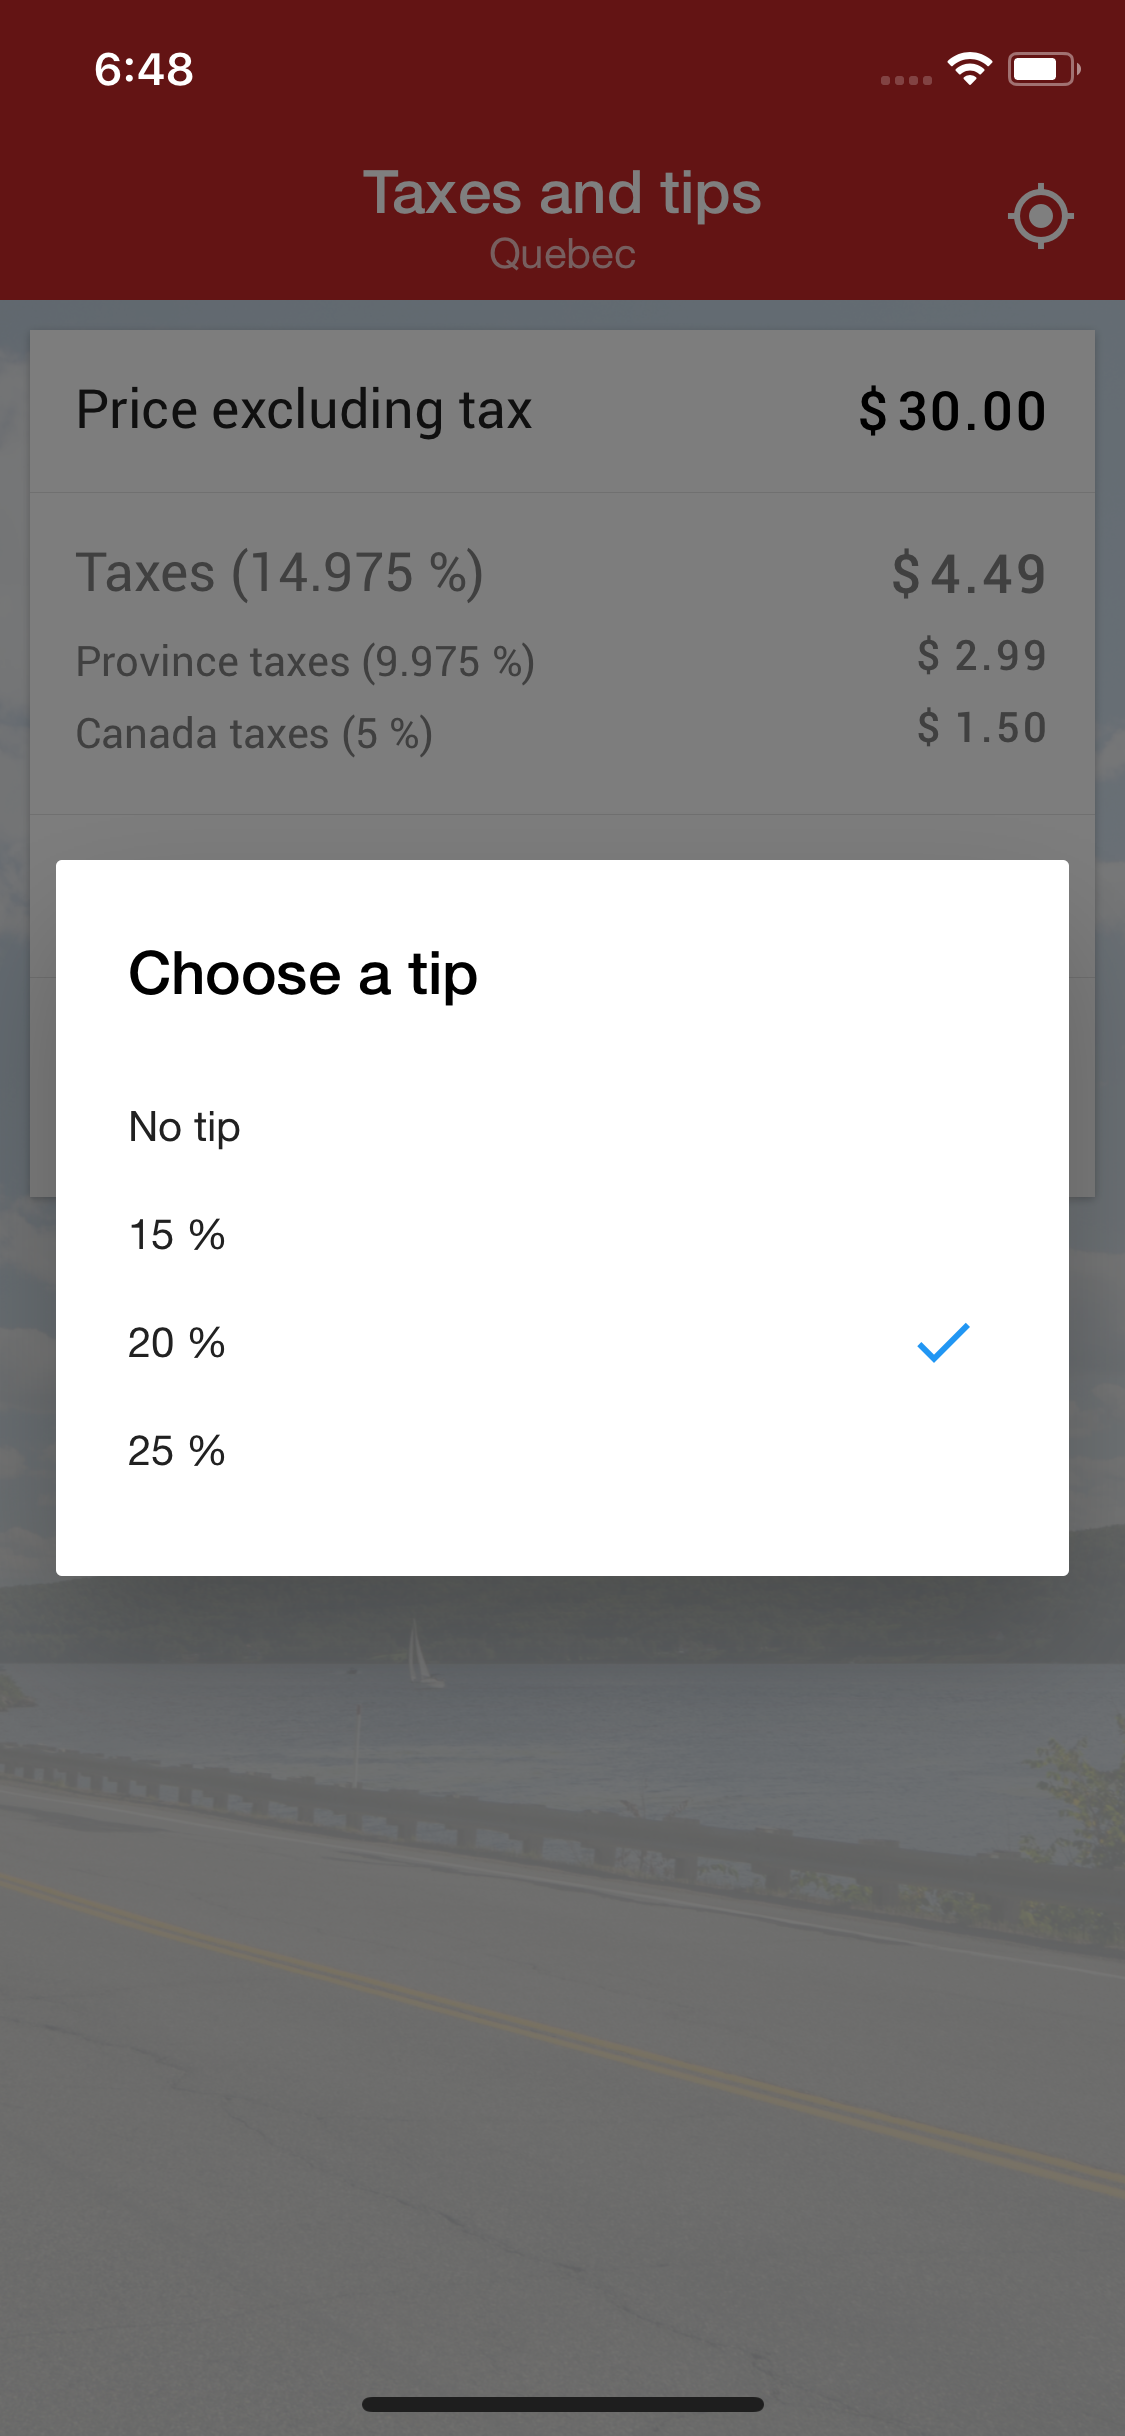 6:48
Taxes and tips
Quebec
Price excluding tax $ 30.00
Taxes (14.975 %) $ 4.49
Province taxes (9.975 %) $ 2.99
Canada taxes (5 %) $ 1.50
Choose a tip
No tip
15 %
20 %
25 %